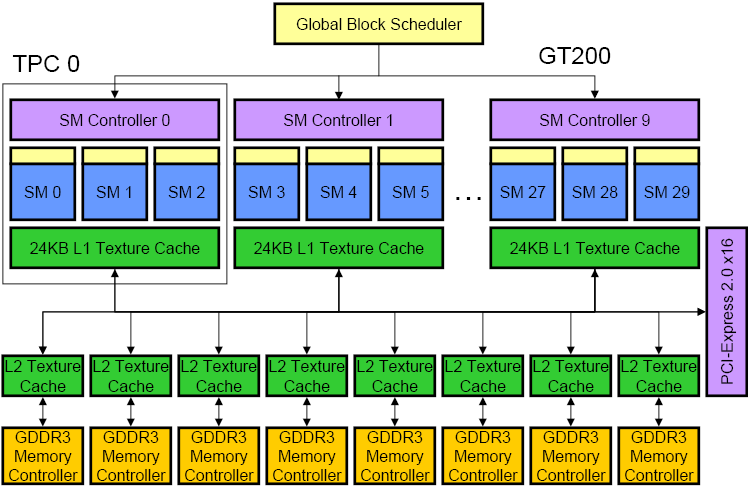 Global Block Scheduler
TPC 0
GT200
SM Controller 0
SM Controller 1
SM Controller 9
SM 0
SM 1
SM 2
SM 3
SM 4
SM 5
...
SM 27
SM 28
SM 29
24KB L1 Texture Cache
24KB L1 Texture Cache
24KB L1 Texture Cache
PCI-Express 2.0 x16
L2 Texture
Cache
L2 Texture
Cache
L2 Texture
Cache
L2 Texture
Cache
L2 Texture
Cache
L2 Texture
Cache
L2 Texture
Cache
L2 Texture
Cache
GDDR3
Memory
Controller
GDDR3
Memory
Controller
GDDR3
Memory
Controller
GDDR3
Memory
Controller
GDDR3
Memory
Controller
GDDR3
Memory
Controller
GDDR3
Memory
Controller
GDDR3
Memory
Controller